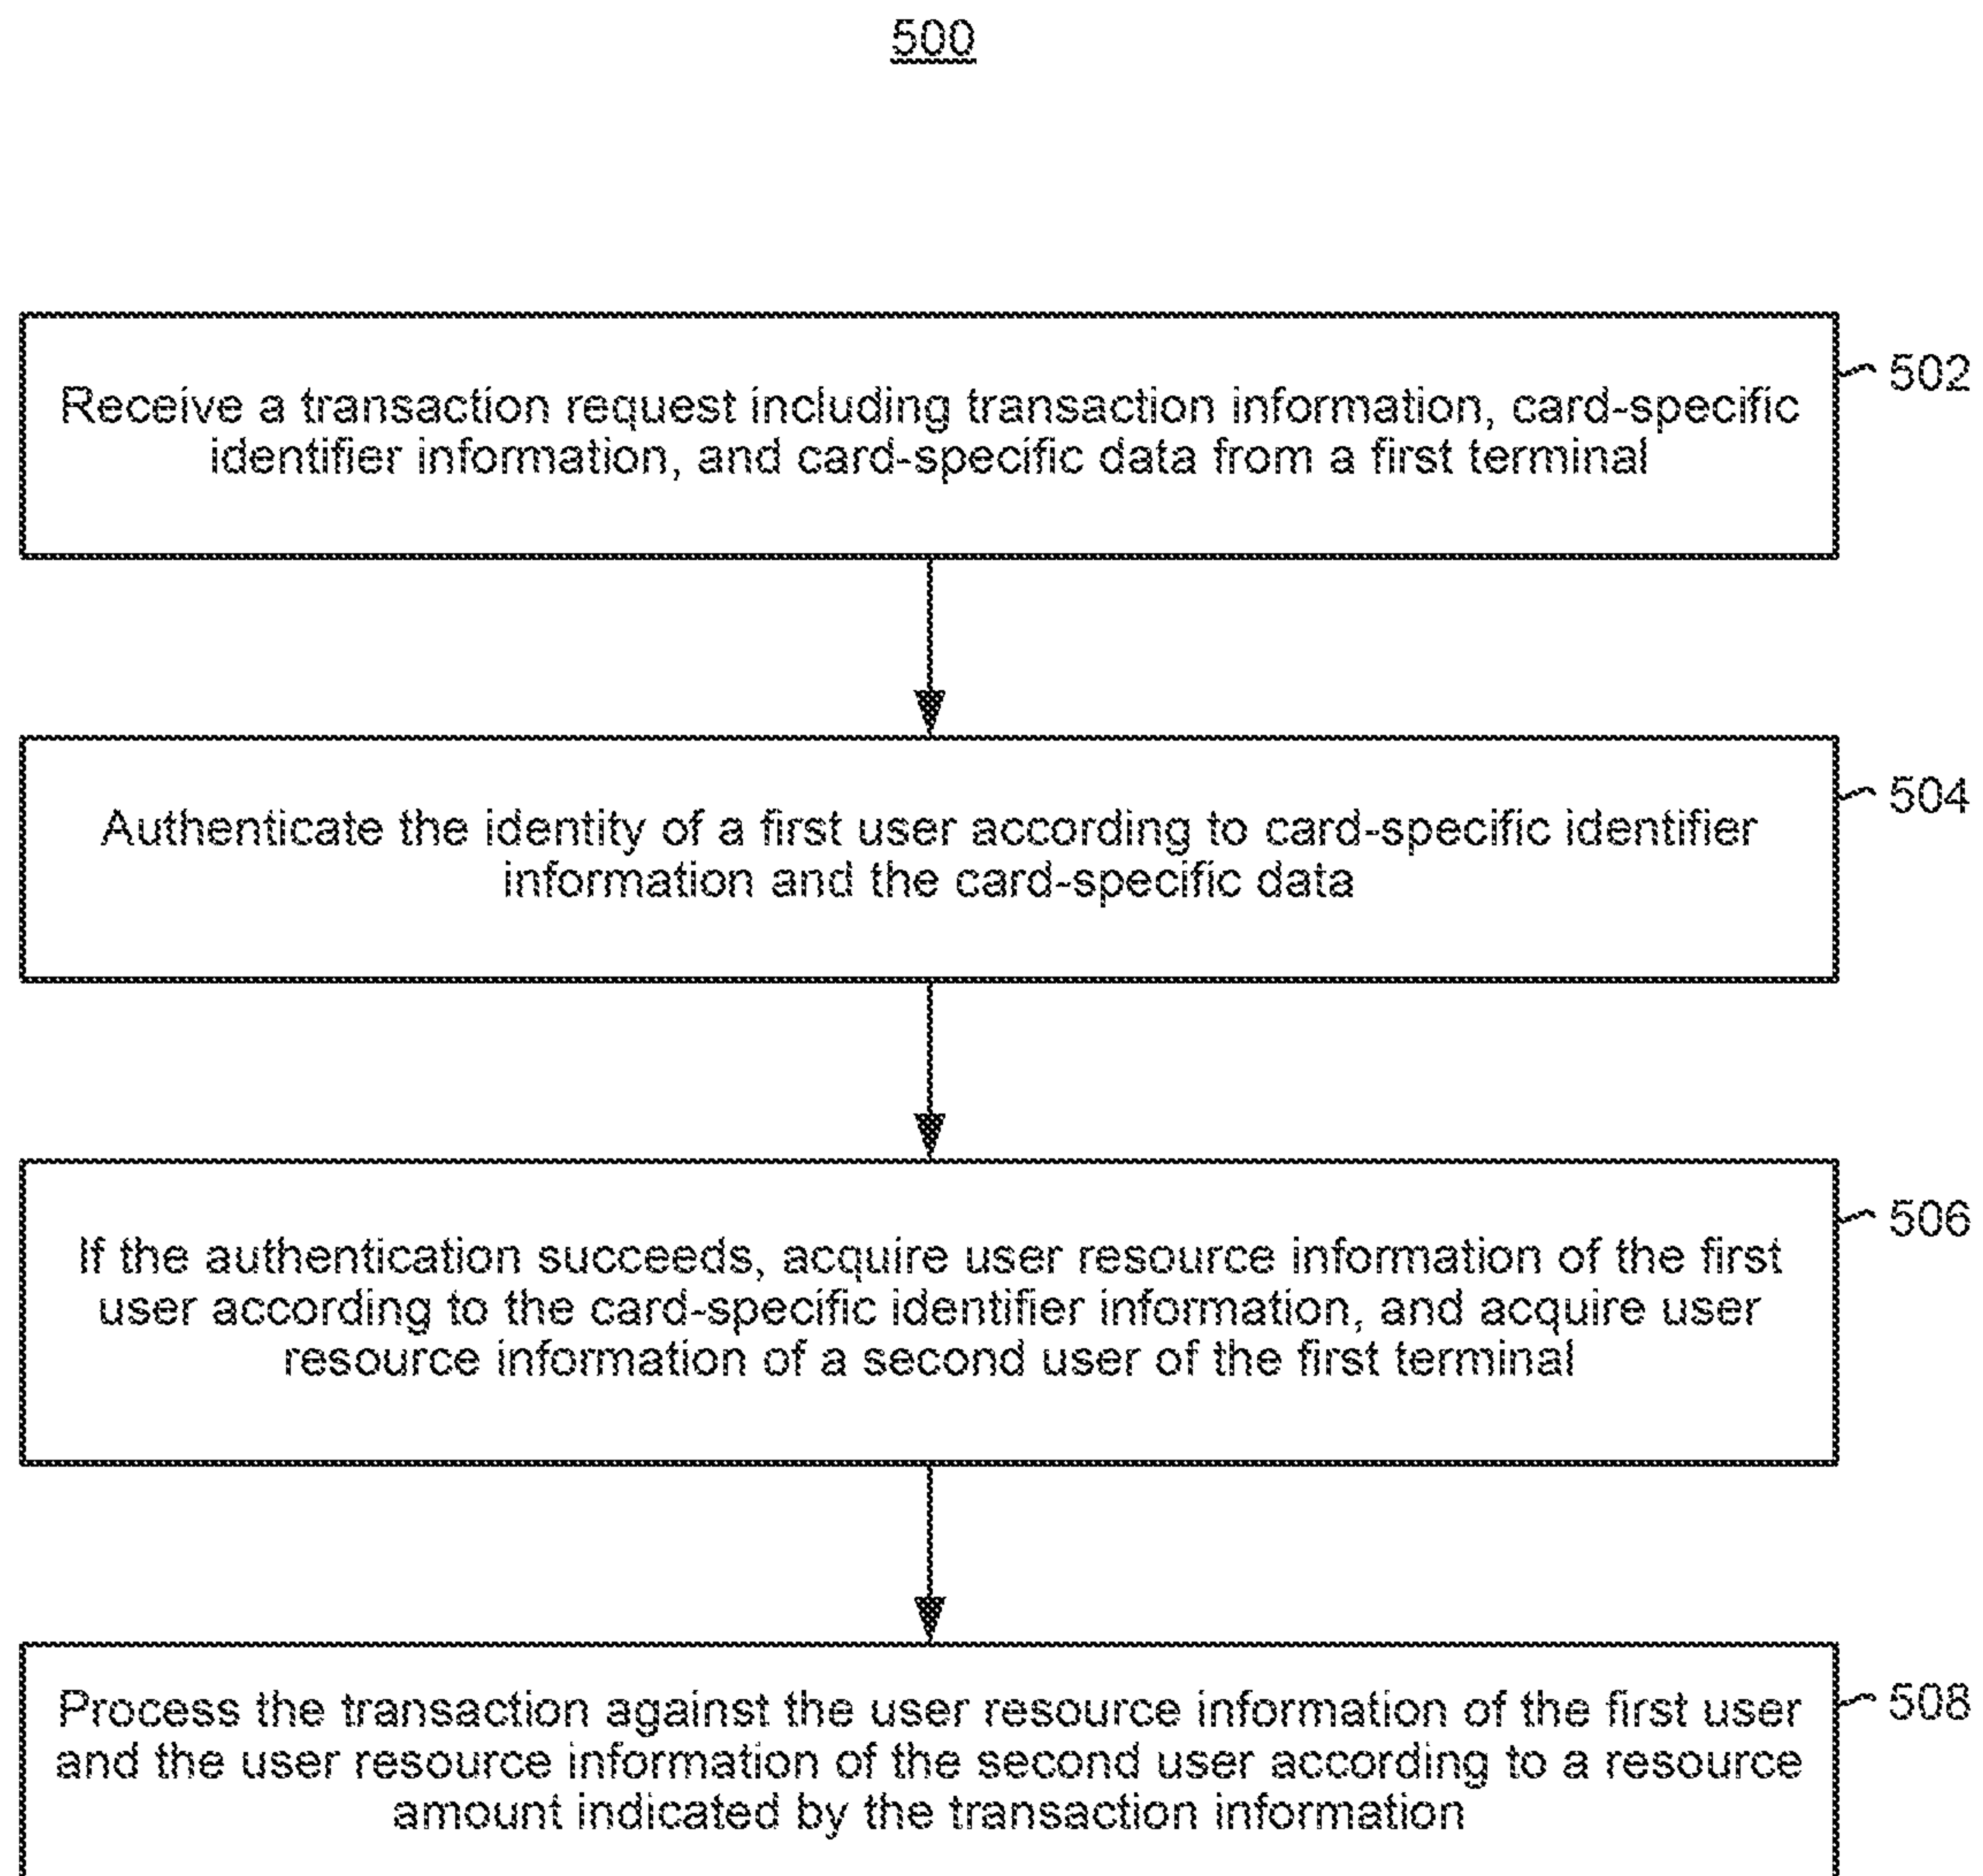 500
Receive a transaction request including transaction information, card-specific
identifier information, and card-specific data from a first terminal
502
Authenticate the identity of a first user according to card-specific identifier
information and the card-specific data
504
If the authentication succeeds, acquire user resource information of the first
user according to the card-specific identifier information, and acquire user
resource information of a second user of the first terminal
506
Process the transaction against the user resource information of the first user
and the user resource information of the second user according to a resource
amount indicated by the transaction information
508